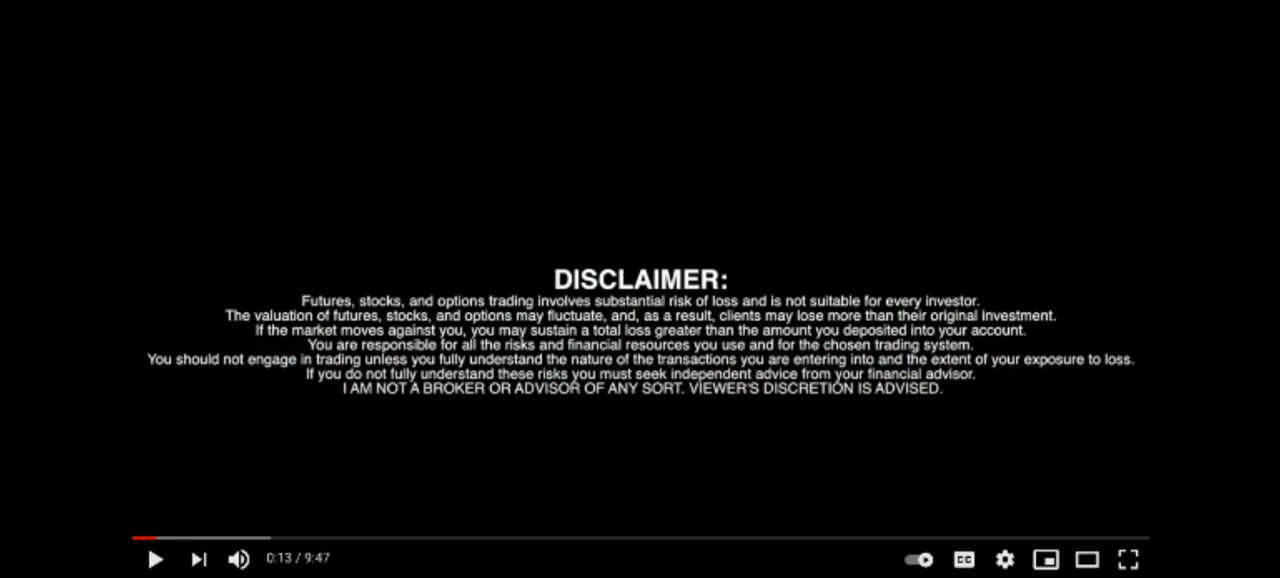 DISCLAIMER:
Futures, stocks, and options trading involves substantial risk of loss and is not suitable for every investor.
The valuation of futures, stocks, and options may fluctuate, and, as a result, clients may lose more than their original investment.
If the market moves against you, you may sustain a total loss greater than the amount you deposited into your account.
You are responsible for all the risks and financial resources you use and for the chosen trading system.
You should not engage in trading unless you fully understand the nature of the transactions you are entering into and the extent of your exposure to loss.
If you do not fully understand these risks you must seek independent advice from your financial advisor.
I AM NOT A BROKER OR ADVISOR OF ANY SORT. VIEWER'S DISCRETION IS ADVISED.
0:13 / 9:47
CC